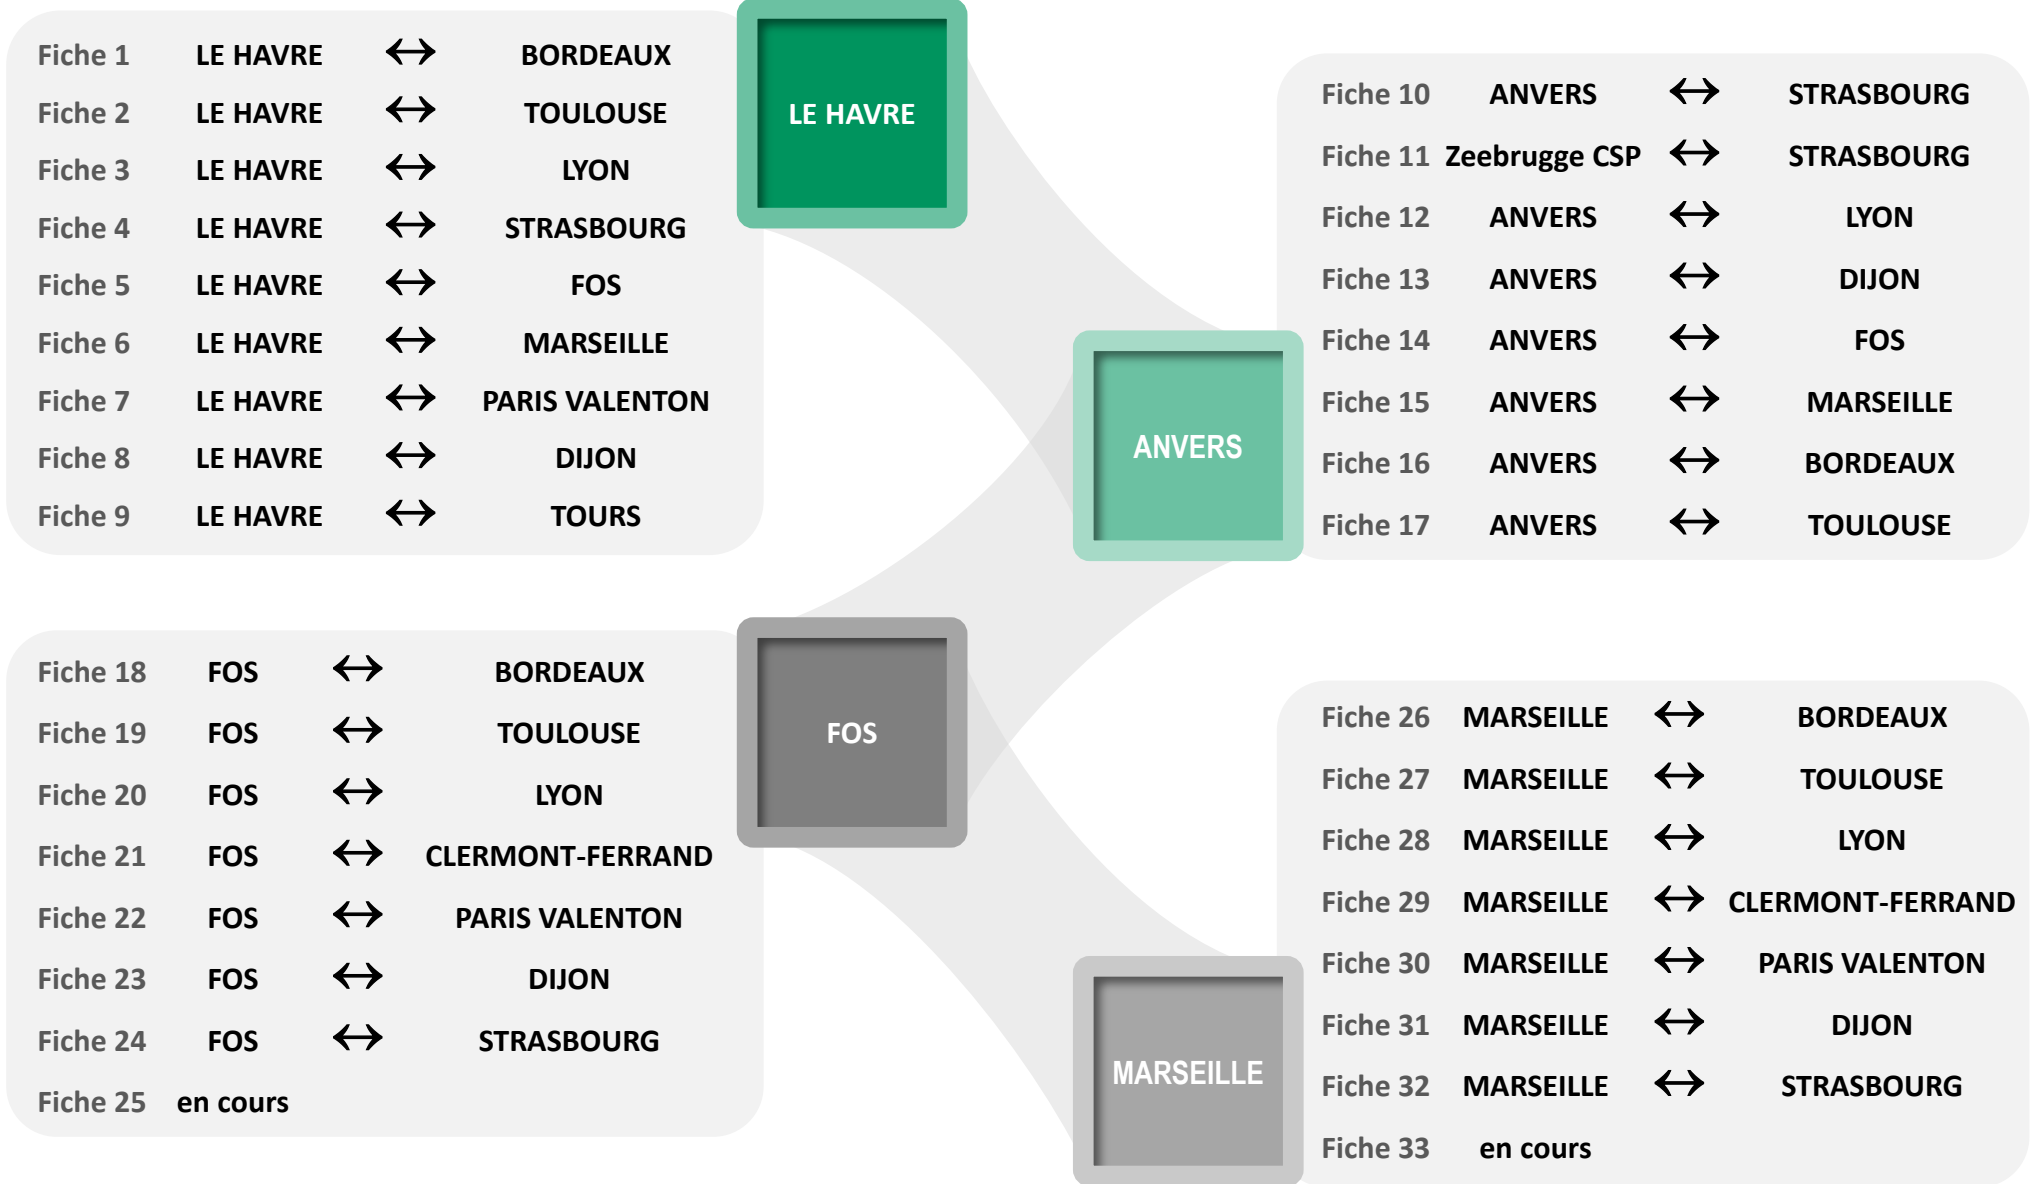 Fiche 1 LE HAVRE ↔ BORDEAUX
Fiche 2 LE HAVRE ↔ TOULOUSE
Fiche 3 LE HAVRE ↔ LYON
Fiche 4 LE HAVRE ↔ STRASBOURG
Fiche 5 LE HAVRE ↔ FOS
Fiche 6 LE HAVRE ↔ MARSEILLE
Fiche 7 LE HAVRE ↔ PARIS VALENTON
Fiche 8 LE HAVRE ↔ DIJON
Fiche 9 LE HAVRE ↔ TOURS
LE HAVRE
Fiche 10 ANVERS ↔ STRASBOURG
Fiche 11 Zeebrugge CSP ↔ STRASBOURG
Fiche 12 ANVERS ↔ LYON
Fiche 13 ANVERS ↔ DIJON
Fiche 14 ANVERS ↔ FOS
Fiche 15 ANVERS ↔ MARSEILLE
Fiche 16 ANVERS ↔ BORDEAUX
Fiche 17 ANVERS ↔ TOULOUSE
ANVERS
Fiche 18 FOS ↔ BORDEAUX
Fiche 19 FOS ↔ TOULOUSE
Fiche 20 FOS ↔ LYON
Fiche 21 FOS ↔ CLERMONT-FERRAND
Fiche 22 FOS ↔ PARIS VALENTON
Fiche 23 FOS ↔ DIJON
Fiche 24 FOS ↔ STRASBOURG
Fiche 25 en cours
FOS
Fiche 26 MARSEILLE ↔ BORDEAUX
Fiche 27 MARSEILLE ↔ TOULOUSE
Fiche 28 MARSEILLE ↔ LYON
Fiche 29 MARSEILLE ↔ CLERMONT-FERRAND
Fiche 30 MARSEILLE ↔ PARIS VALENTON
Fiche 31 MARSEILLE ↔ DIJON
Fiche 32 MARSEILLE ↔ STRASBOURG
Fiche 33 en cours
MARSEILLE